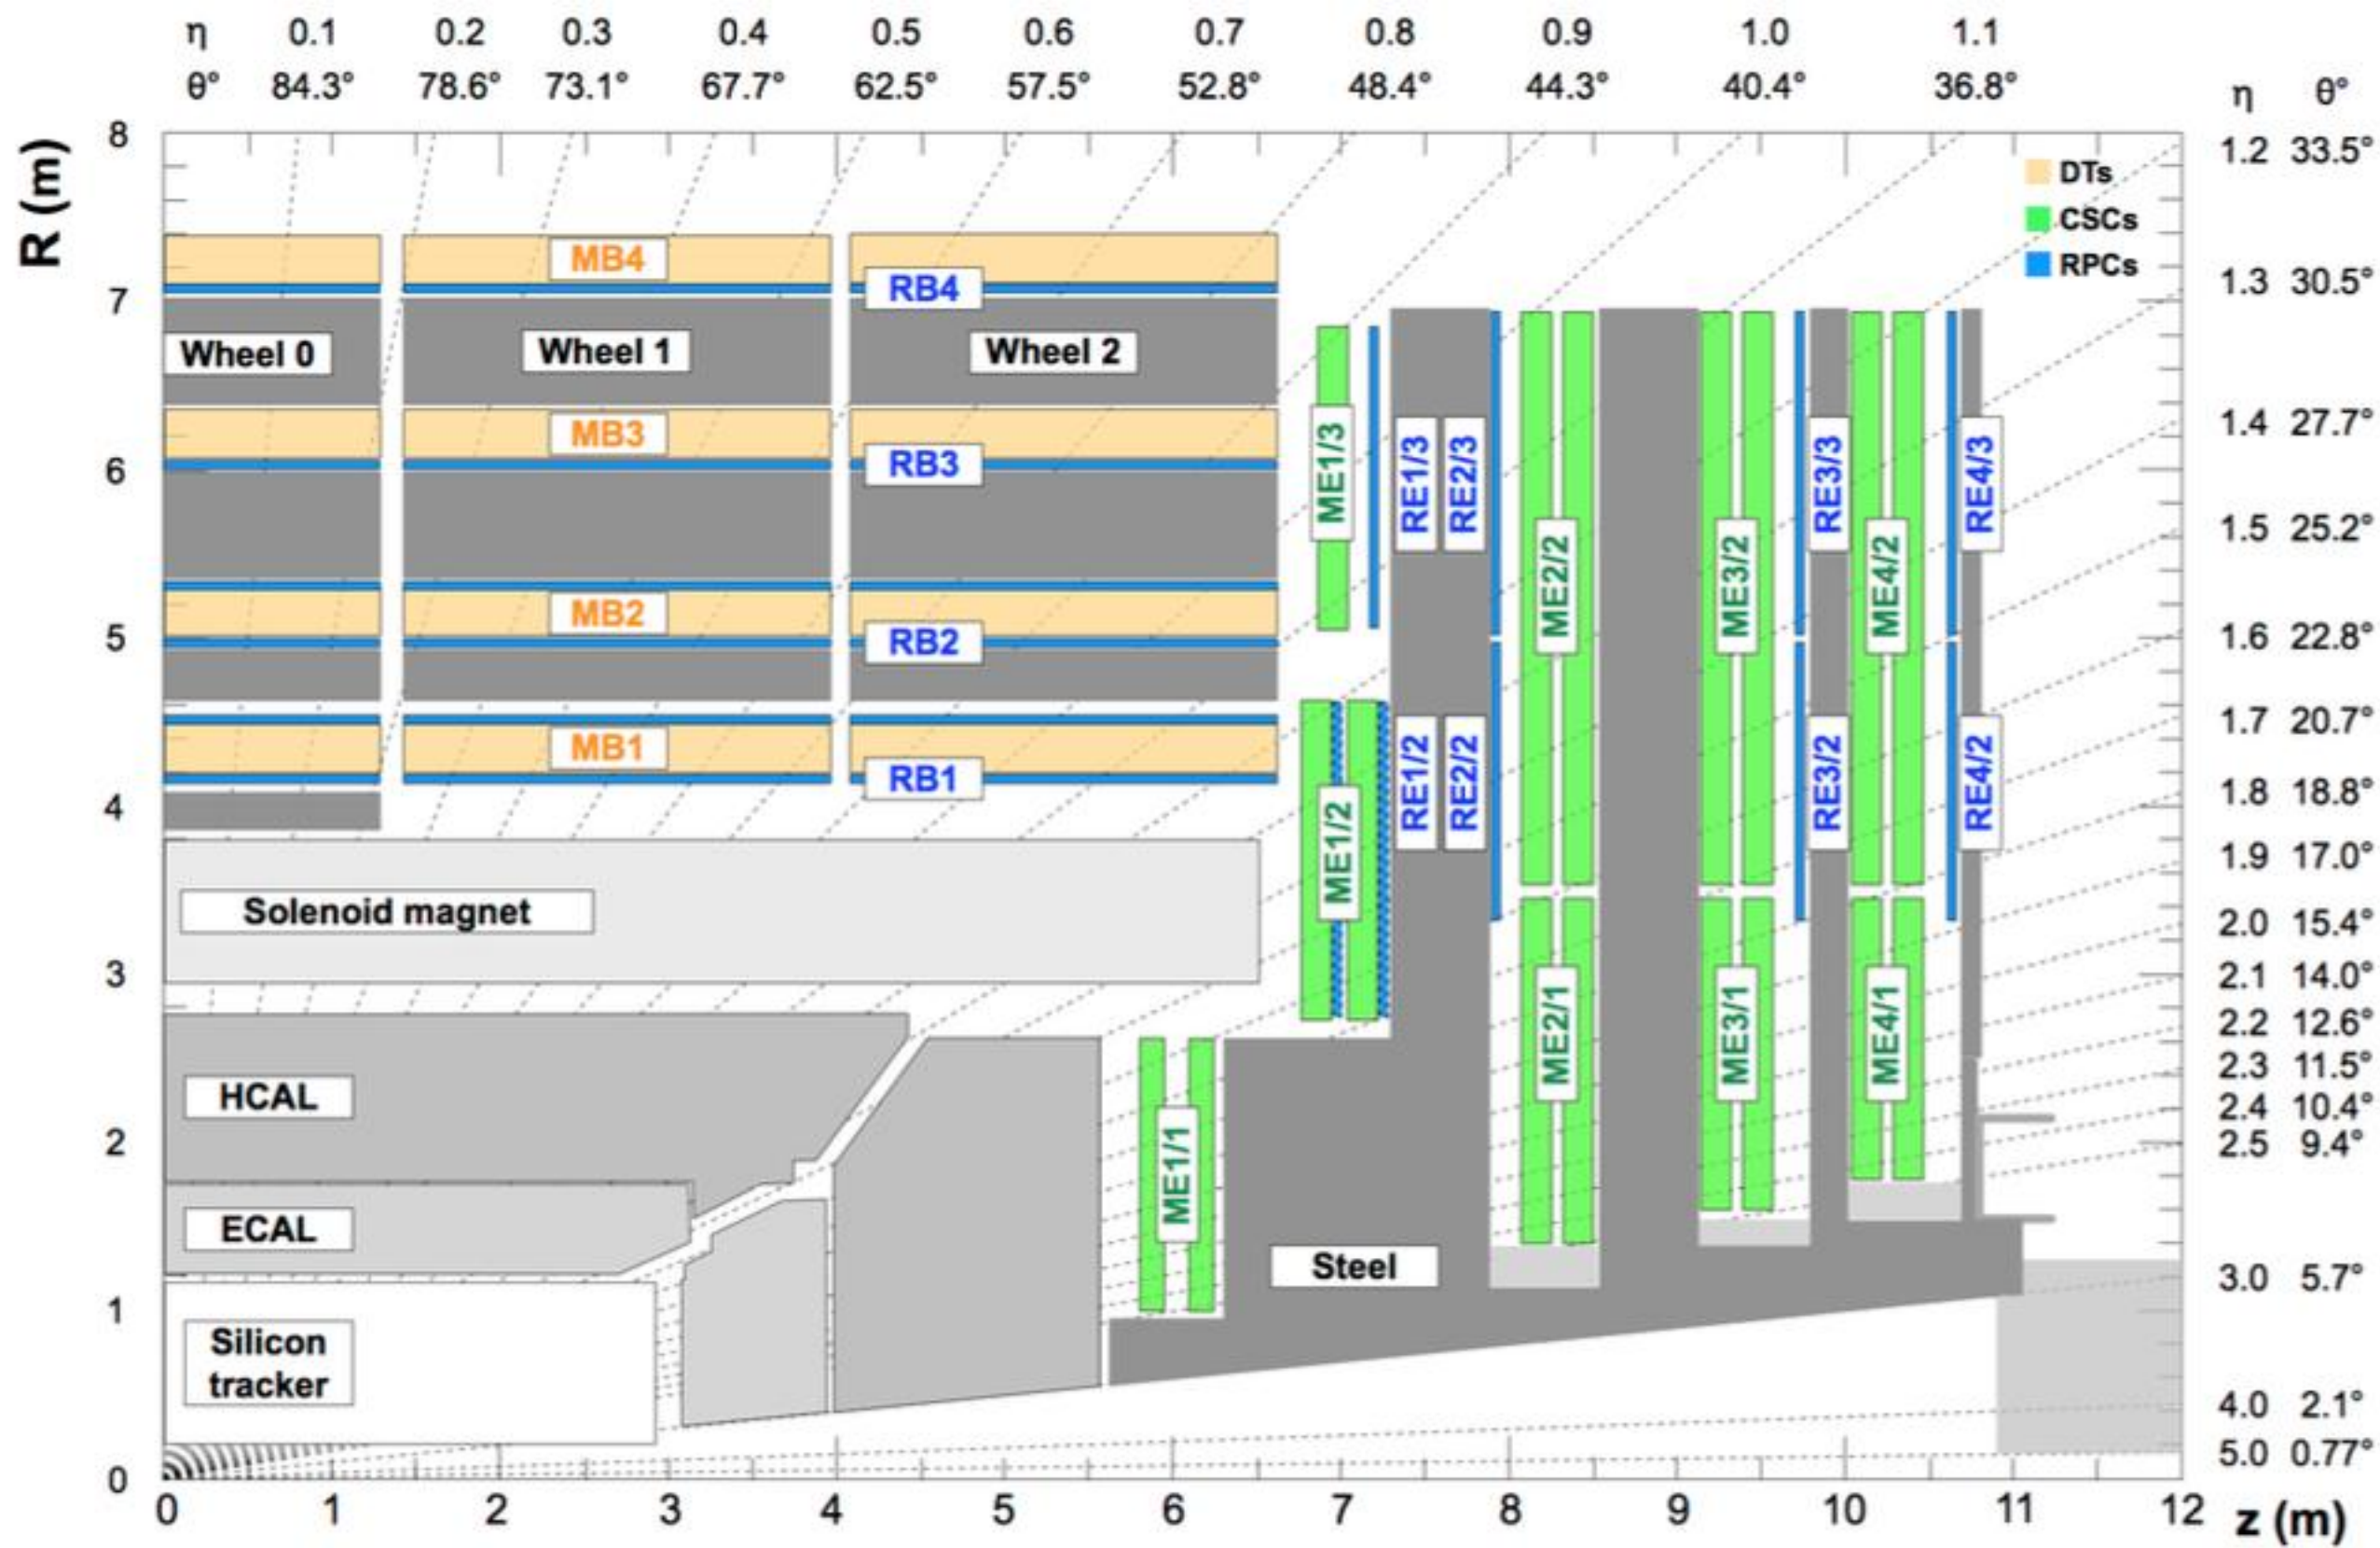 η 0.1 0.2 0.3 0.4 0.5 0.6 0.7 0.8 0.9 1.0 1.1
θ° 84.3° 78.6° 73.1° 67.7° 62.5° 57.5° 52.8° 48.4° 44.3° 40.4° 36.8°
η θ°
R (m)
8
7
6
5
4
3
2
1
0
1.2 33.5°
1.3 30.5°
1.4 27.7°
1.5 25.2°
1.6 22.8°
1.7 20.7°
1.8 18.8°
1.9 17.0°
2.0 15.4°
2.1 14.0°
2.2 12.6°
2.3 11.5°
2.4 10.4°
2.5 9.4°
3.0 5.7°
4.0 2.1°
5.0 0.77°
DTs
CSCs
RPCs
MB4
RB4
Wheel 0 Wheel 1 Wheel 2
MB3
RB3
MB2
RB2
MB1
RB1
ME1/3
RE1/3
RE2/3
ME2/2
ME3/2
RE3/3
ME4/2
RE4/3
ME1/2
RE1/2
RE2/2
RE3/2
RE4/2
Solenoid magnet
HCAL
ECAL
Silicon
tracker
ME1/1
ME2/1
ME3/1
ME4/1
Steel
0 1 2 3 4 5 6 7 8 9 10 11 12 z (m)